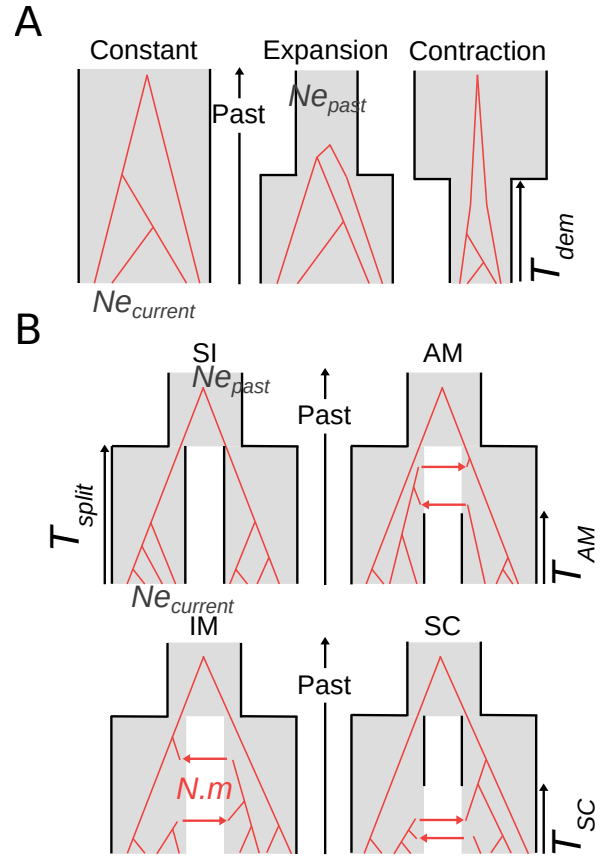 A
Constant
Expansion
Contraction
Past
Ne_past
T_dem
Ne_current
B
SI
AM
Ne_past
Past
T_split
T_AM
Ne_current
IM
SC
Past
N.m
T_SC